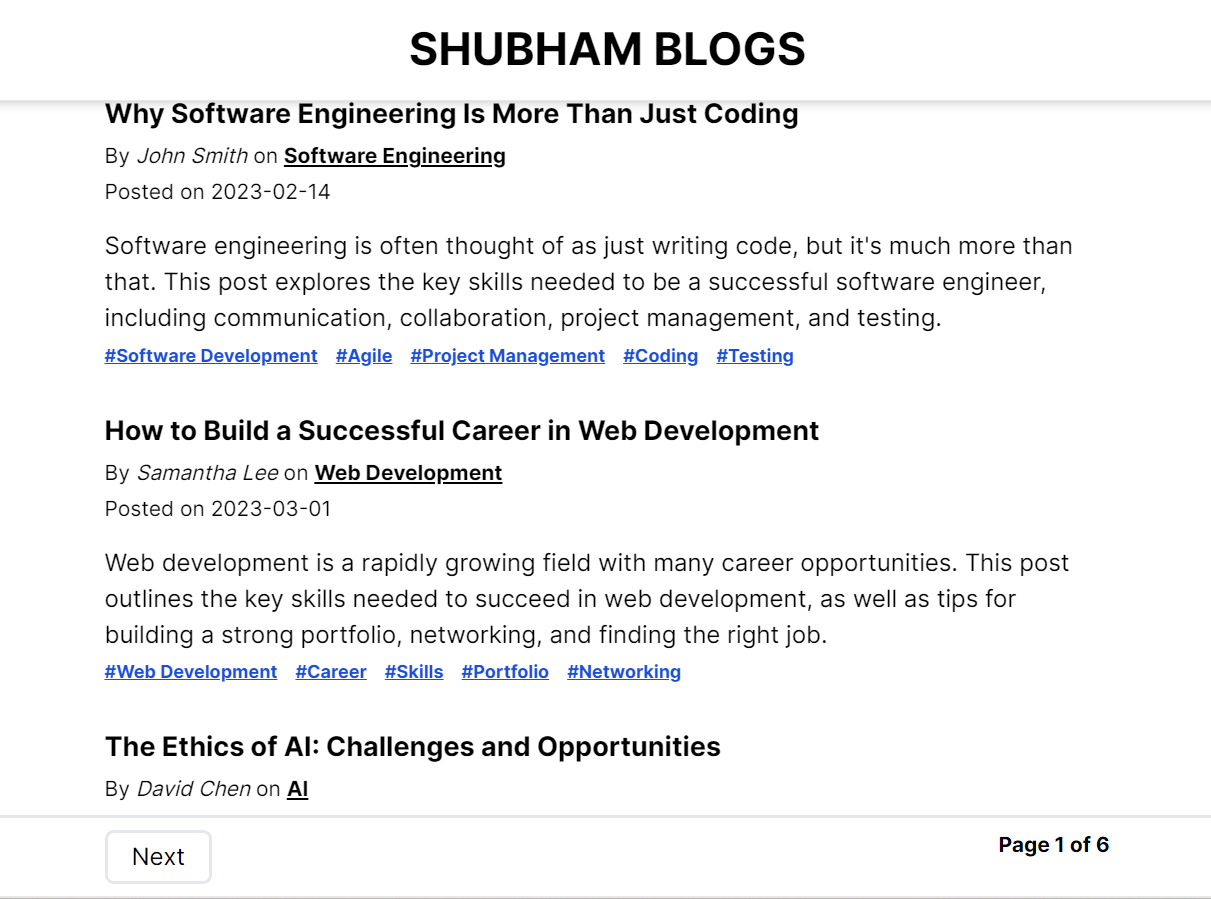 SHUBHAM BLOGS
Why Software Engineering Is More Than Just Coding
By John Smith on Software Engineering
Posted on 2023-02-14
Software engineering is often thought of as just writing code, but it's much more than
that. This post explores the key skills needed to be a successful software engineer,
including communication, collaboration, project management, and testing.
#Software Development #Agile #Project Management #Coding #Testing
How to Build a Successful Career in Web Development
By Samantha Lee on Web Development
Posted on 2023-03-01
Web development is a rapidly growing field with many career opportunities. This post
outlines the key skills needed to succeed in web development, as well as tips for
building a strong portfolio, networking, and finding the right job.
#Web Development #Career #Skills #Portfolio #Networking
The Ethics of AI: Challenges and Opportunities
By David Chen on AI
Next
Page 1 of 6